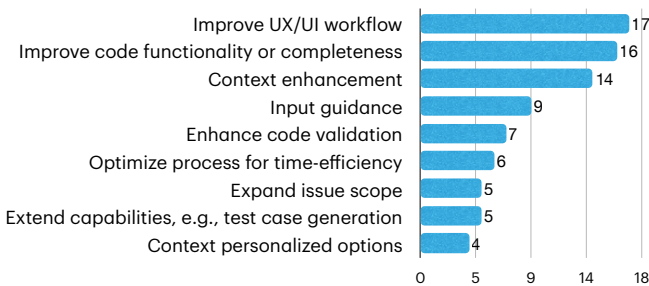 Improve UX/UI workflow 17
Improve code functionality or completeness 16
Context enhancement 14
Input guidance 9
Enhance code validation 7
Optimize process for time-efficiency 6
Expand issue scope 5
Extend capabilities, e.g., test case generation 5
Context personalized options 4
0 5 9 14 18